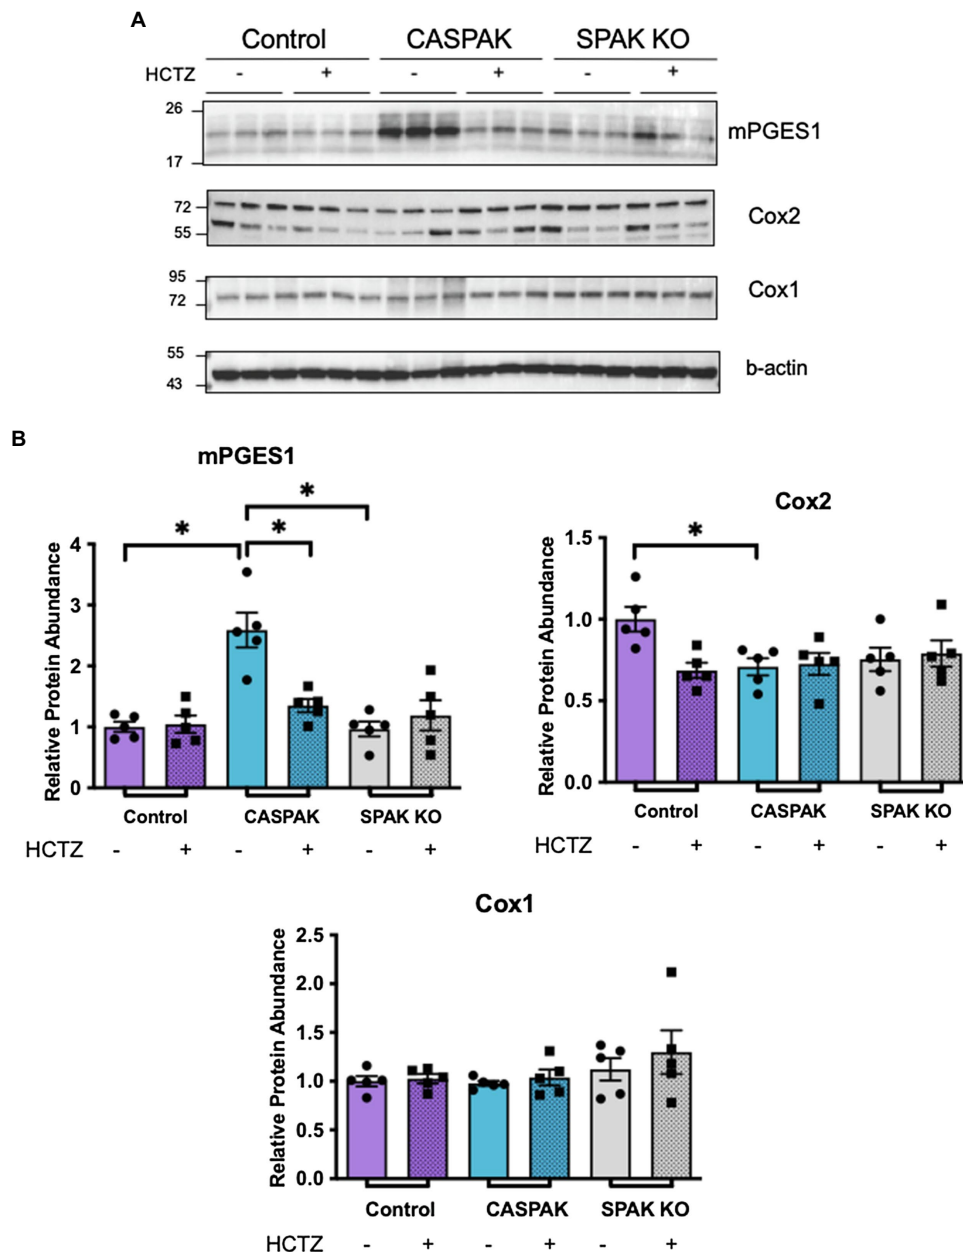 A
Control CASPAK SPAK KO
HCTZ - + - + - +
26
17
mPGES1
72
55
Cox2
95
72
Cox1
55
43
b-actin
B
mPGES1
* * *
Relative Protein Abundance
4
3
2
1
0
Control CASPAK SPAK KO
HCTZ - + - + - +
Cox2
*
Relative Protein Abundance
1.5
1.0
0.5
0.0
Control CASPAK SPAK KO
HCTZ - + - + - +
Cox1
Relative Protein Abundance
2.5
2.0
1.5
1.0
0.5
0.0
Control CASPAK SPAK KO
HCTZ - + - + - +